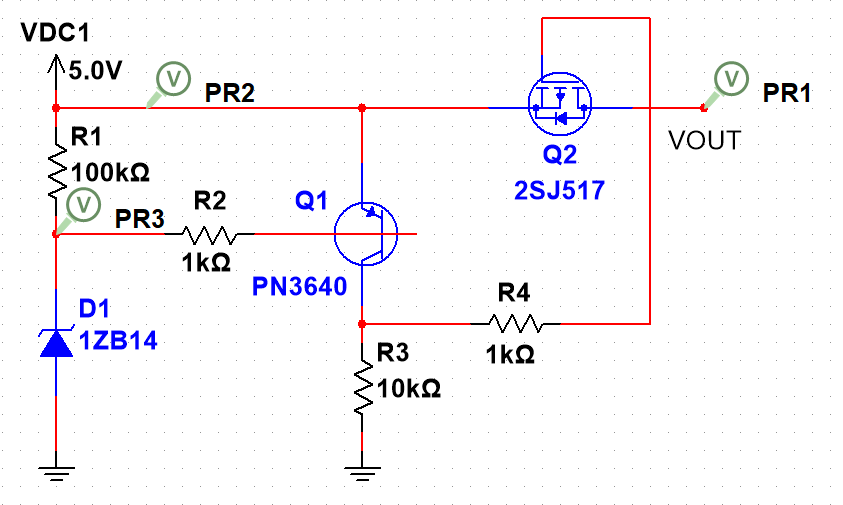 VDC1
5.0V
V
PR2
V
PR1
R1
100kΩ
VOUT
Q2
2SJ517
V
PR3
R2
1kΩ
Q1
PN3640
D1
1ZB14
R4
1kΩ
R3
10kΩ